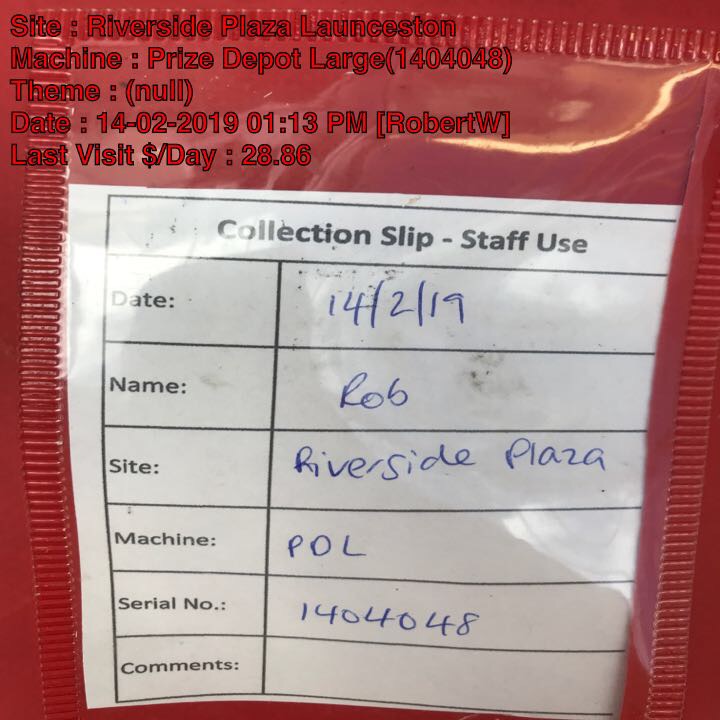 Site : Riverside Plaza Launceston
Machine : Prize Depot Large(1404048)
Theme : (null)
Date : 14-02-2019 01:13 PM [RobertW]
Last Visit $/Day : 28.86
Collection Slip - Staff Use
Date: 14/2/19
Name: Rob
Site: Riverside Plaza
Machine: PDL
Serial No.: 1404048
Comments: